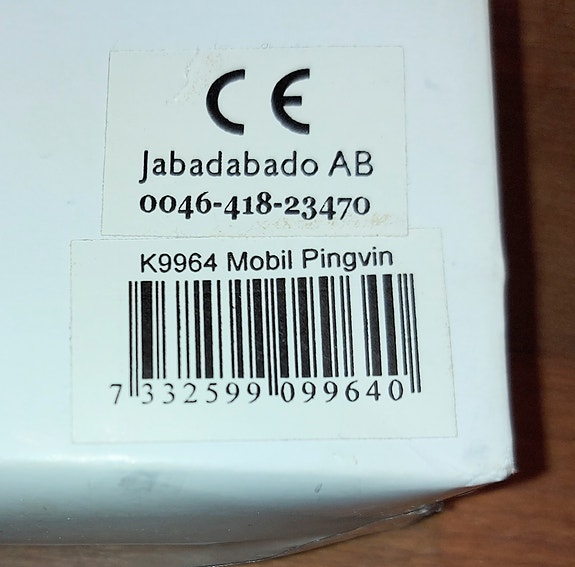 CE
Jabadabado AB
0046-418-23470
K9964 Mobil Pingvin
7 332599 099640